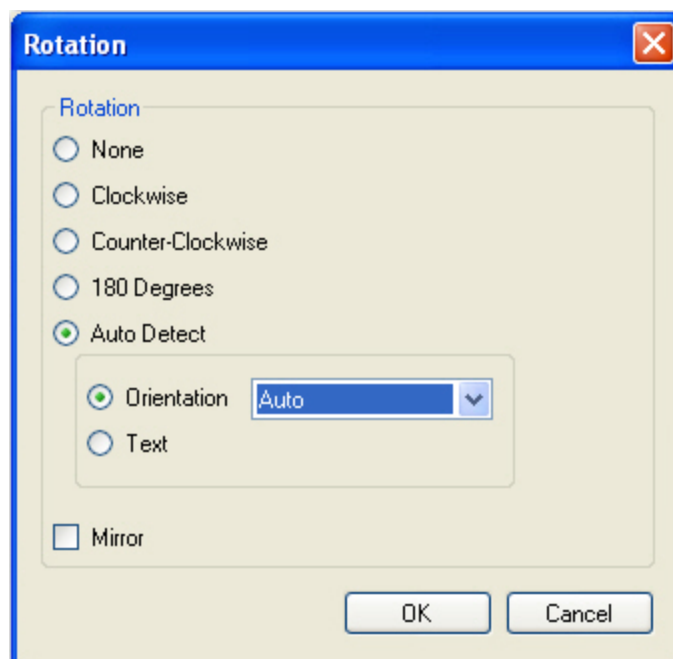 Rotation
Rotation
None
Clockwise
Counter-Clockwise
180 Degrees
Auto Detect
Orientation Auto
Text
Mirror
OK Cancel